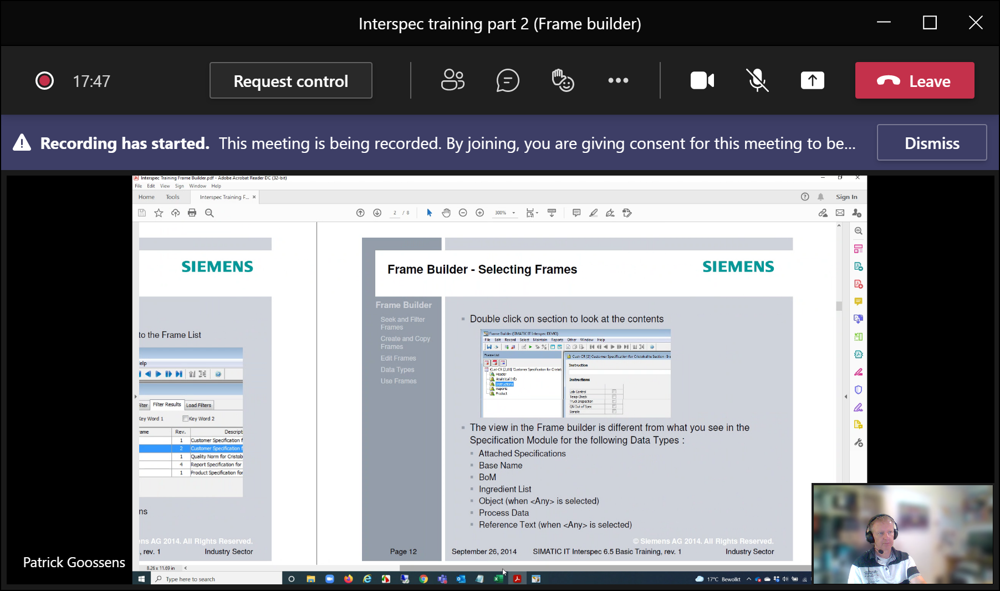 Interspec training part 2 (Frame builder)
17:47
Request control
Leave
Recording has started. This meeting is being recorded. By joining, you are giving consent for this meeting to be...
Dismiss
Interspec Training Frame Builder.pdf - Adobe Acrobat Reader DC (32-bit)
File Edit View Sign Window Help
Home Tools Interspec Training F... ×
Sign In
2 / 8
300%
SIEMENS
to the Frame List
elp
ilter Filter Results Load Filters
Key Word 1 Key Word 2
ame Rev. Descript
1 Customer Specification f
2 Customer Specification f
1 Quality Norm for Cristob
4 Report Specification for
1 Product Specification for
ns
ens AG 2014. All Rights Reserved.
, rev. 1 Industry Sector
Frame Builder - Selecting Frames
SIEMENS
Frame Builder
Seek and Filter
Frames
Create and Copy
Frames
Edit Frames
Data Types
Use Frames
Double click on section to look at the contents
Frame Builder (SIMATIC IT Interspec DEMO)
File Edit Record Select Maintain Reports Other Window Help
Frame List
Cust-CR [2] Customer Specification for Cristobalite Section : Ins
Cust-CR [2,00] 'Customer Specification for Cristob
Header
Analytical Info
Instructions
Reports
Product
Instruction
Instructions
Lab Control
Temp Check
Truck Inspection
QN Out of Spec
Sample
The view in the Frame builder is different from what you see in the
Specification Module for the following Data Types :
Attached Specifications
Base Name
BoM
Ingredient List
Object (when <Any> is selected)
Process Data
Reference Text (when <Any> is selected)
© Siemens AG 2014. All Rights Reserved.
Page 12 September 26, 2014 SIMATIC IT Interspec 6.5 Basic Training, rev. 1 Industry Sector
8.26 x 11.69 in
Patrick Goossens
Type here to search
17°C Bewolkt